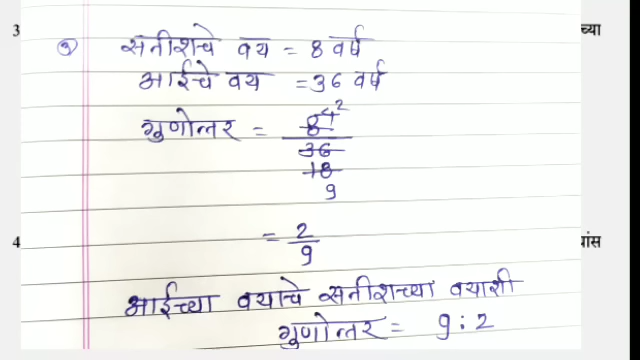 3
च्या
③ सतीशचे वय = 8 वर्ष
आईचे वय = 36 वर्ष
गुणोत्तर = 8 4 2
36
18
9
= 2
9
4
यांस
आईच्या वयाचे सतीशच्या वयाशी
गुणोत्तर = 9 : 2